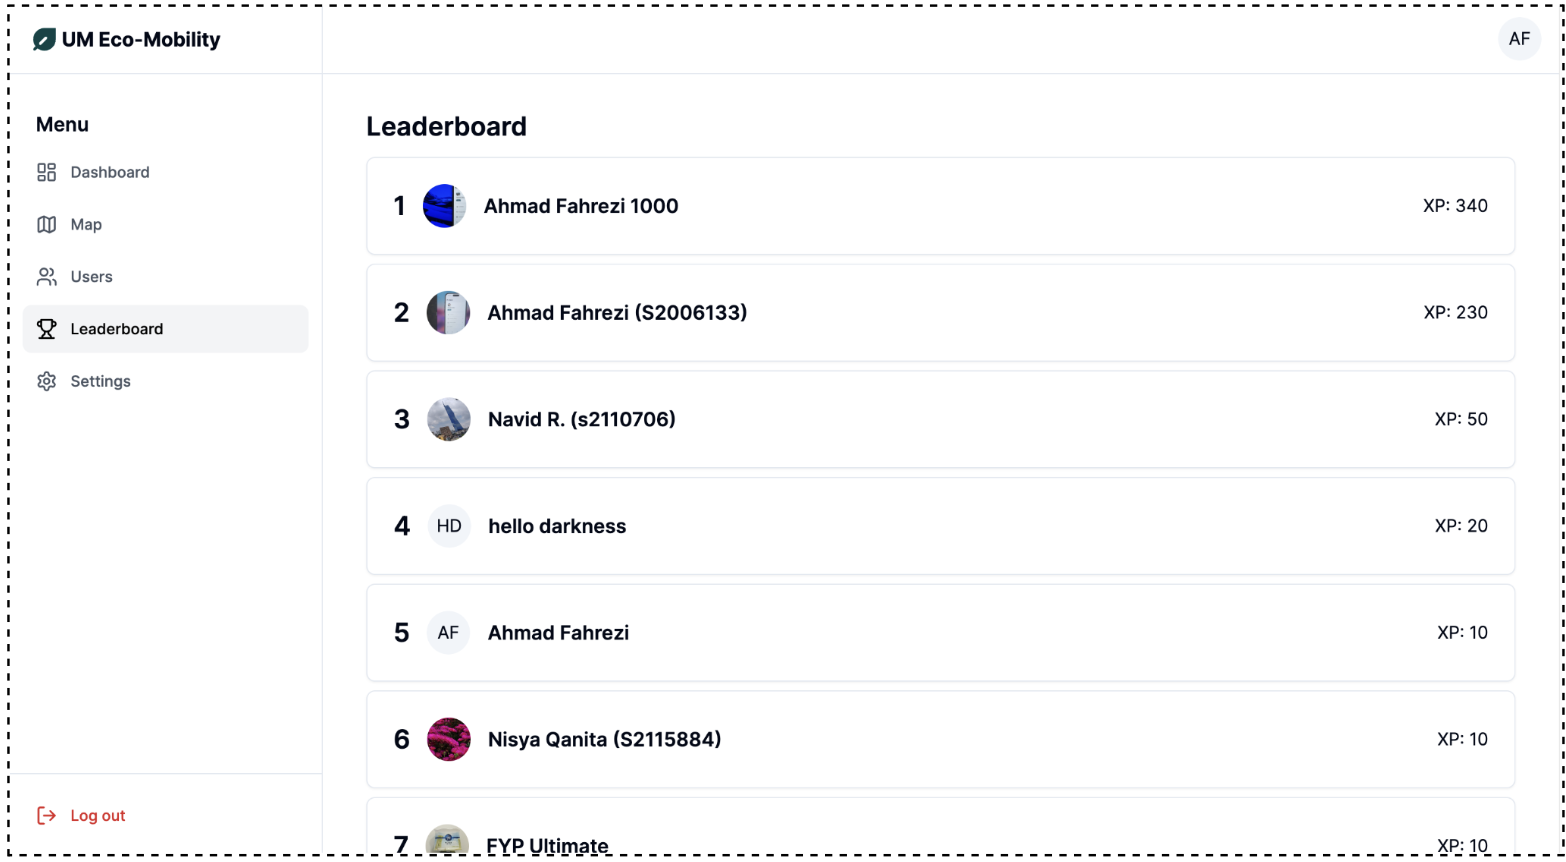 UM Eco-Mobility
AF
Menu
Dashboard
Map
Users
Leaderboard
Settings
Log out
Leaderboard
1 Ahmad Fahrezi 1000 XP: 340
2 Ahmad Fahrezi (S2006133) XP: 230
3 Navid R. (s2110706) XP: 50
4 HD hello darkness XP: 20
5 AF Ahmad Fahrezi XP: 10
6 Nisya Qanita (S2115884) XP: 10
7 FYP Ultimate XP: 10